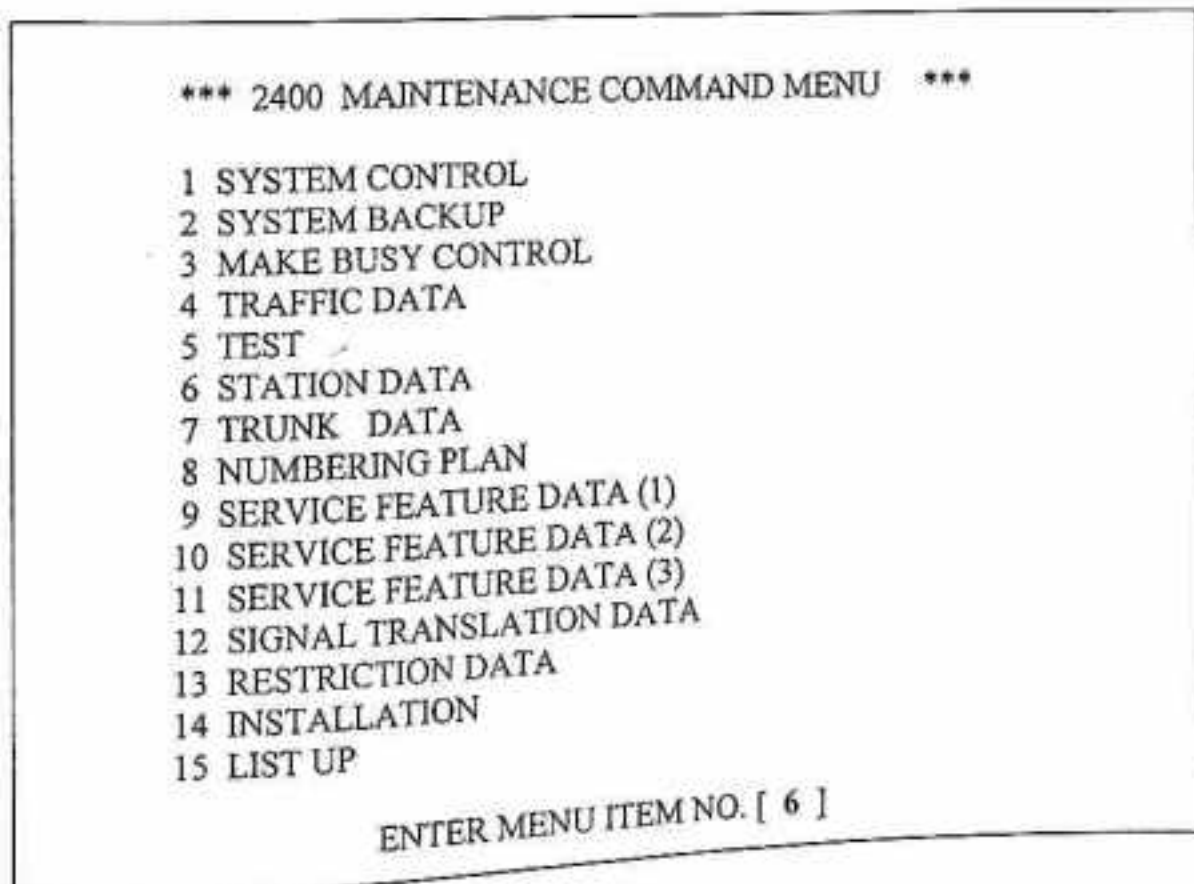 *** 2400 MAINTENANCE COMMAND MENU ***
1 SYSTEM CONTROL
2 SYSTEM BACKUP
3 MAKE BUSY CONTROL
4 TRAFFIC DATA
5 TEST
6 STATION DATA
7 TRUNK DATA
8 NUMBERING PLAN
9 SERVICE FEATURE DATA (1)
10 SERVICE FEATURE DATA (2)
11 SERVICE FEATURE DATA (3)
12 SIGNAL TRANSLATION DATA
13 RESTRICTION DATA
14 INSTALLATION
15 LIST UP
ENTER MENU ITEM NO. [ 6 ]